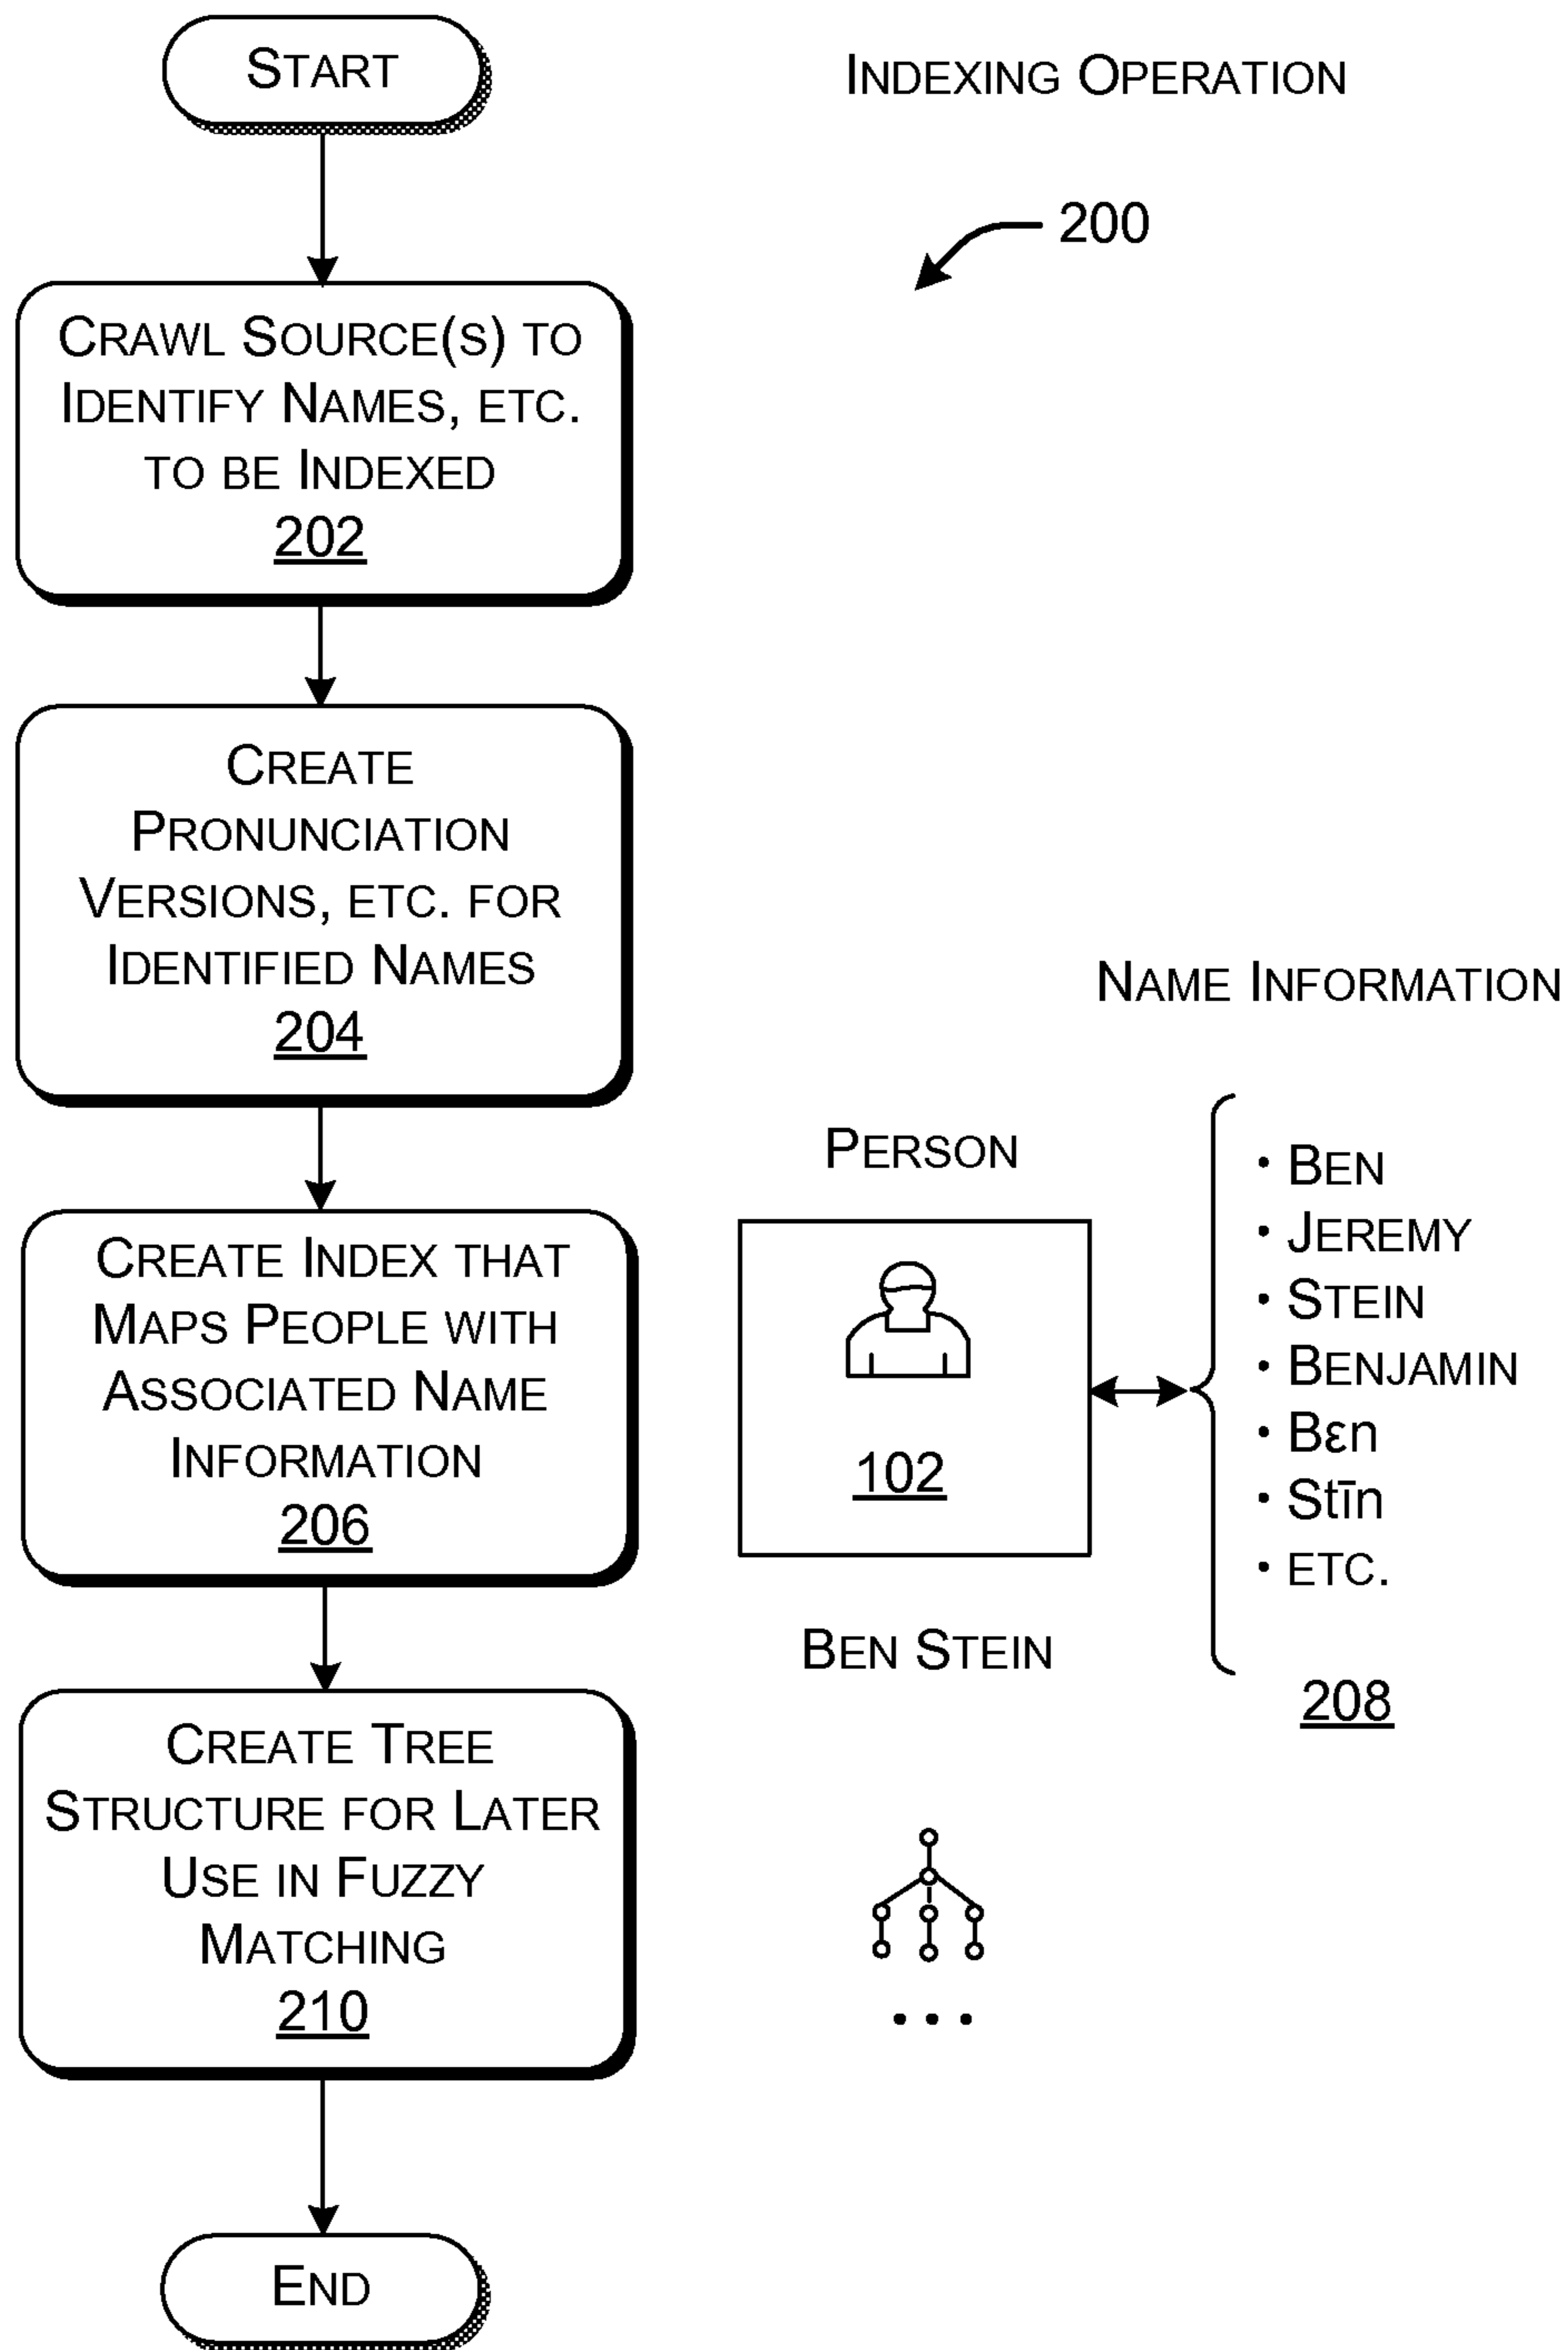 START
INDEXING OPERATION
200
CRAWL SOURCE(S) TO
IDENTIFY NAMES, ETC.
TO BE INDEXED
202
CREATE
PRONUNCIATION
VERSIONS, ETC. FOR
IDENTIFIED NAMES
204
CREATE INDEX THAT
MAPS PEOPLE WITH
ASSOCIATED NAME
INFORMATION
206
PERSON
102
BEN STEIN
NAME INFORMATION
• BEN
• JEREMY
• STEIN
• BENJAMIN
• Bɛn
• Stīn
• ETC.
208
CREATE TREE
STRUCTURE FOR LATER
USE IN FUZZY
MATCHING
210
• • •
END